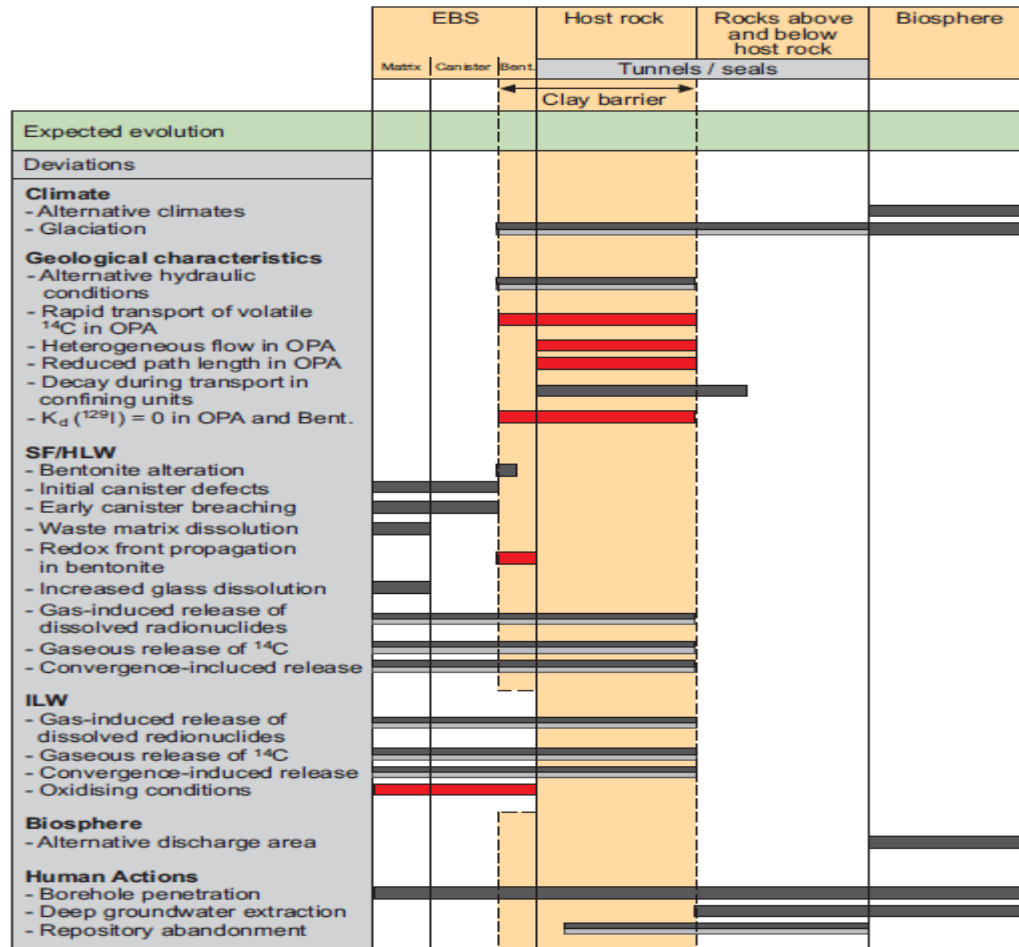 EBS
Host rock
Rocks above
and below
host rock
Biosphere
Matrix
Canister
Bent.
Tunnels / seals
Clay barrier
Expected evolution
Deviations
Climate
- Alternative climates
- Glaciation
Geological characteristics
- Alternative hydraulic
conditions
- Rapid transport of volatile
¹⁴C in OPA
- Heterogeneous flow in OPA
- Reduced path length in OPA
- Decay during transport in
confining units
- K_d (¹²⁹I) = 0 in OPA and Bent.
SF/HLW
- Bentonite alteration
- Initial canister defects
- Early canister breaching
- Waste matrix dissolution
- Redox front propagation
in bentonite
- Increased glass dissolution
- Gas-induced release of
dissolved radionuclides
- Gaseous release of ¹⁴C
- Convergence-incluced release
ILW
- Gas-induced release of
dissolved redionuclides
- Gaseous release of ¹⁴C
- Convergence-induced release
- Oxidising conditions
Biosphere
- Alternative discharge area
Human Actions
- Borehole penetration
- Deep groundwater extraction
- Repository abandonment